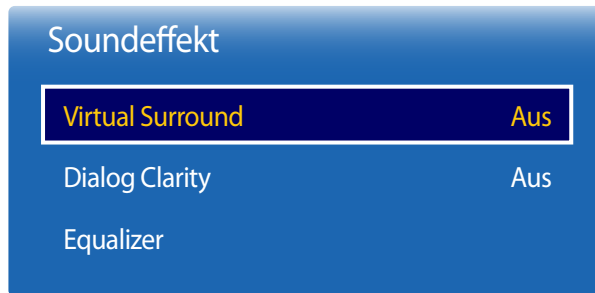 Soundeffekt
Virtual Surround Aus
Dialog Clarity Aus
Equalizer